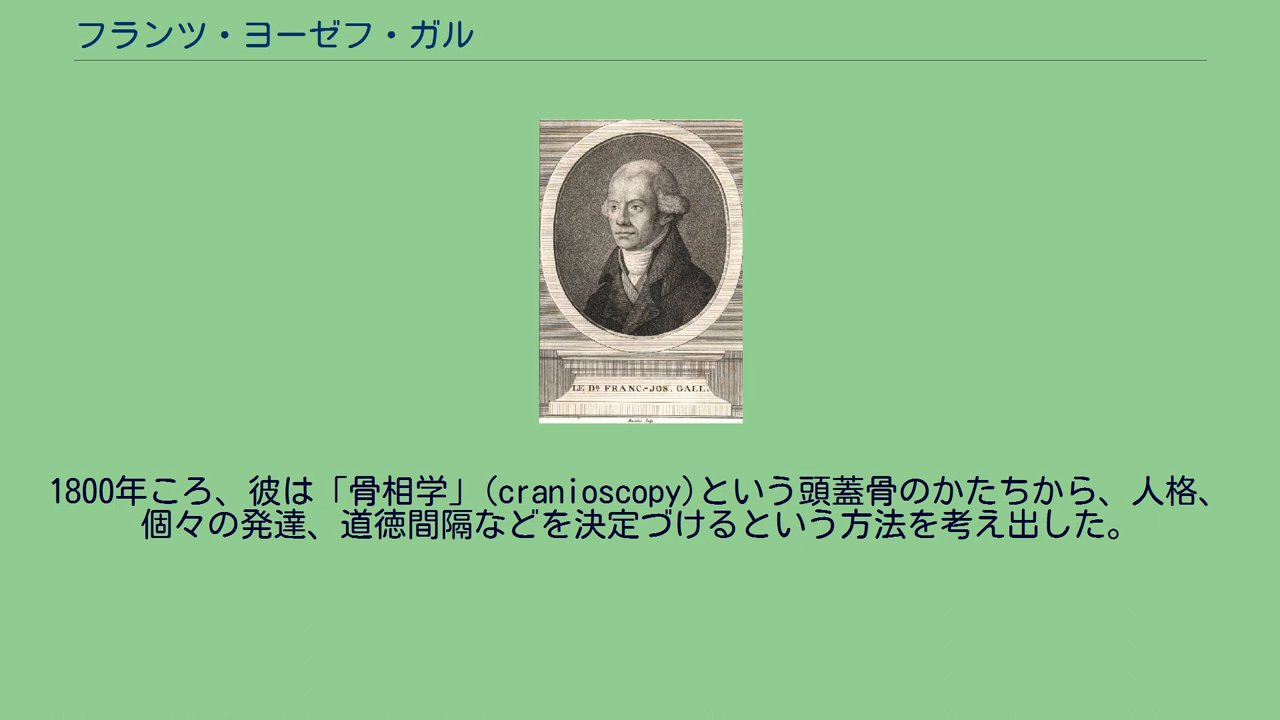 フランツ・ヨーゼフ・ガル
LE DR FRANC.-JOS. GALL.
1800年ころ、彼は「骨相学」(cranioscopy)という頭蓋骨のかたちから、人格、
個々の発達、道徳間隔などを決定づけるという方法を考え出した。